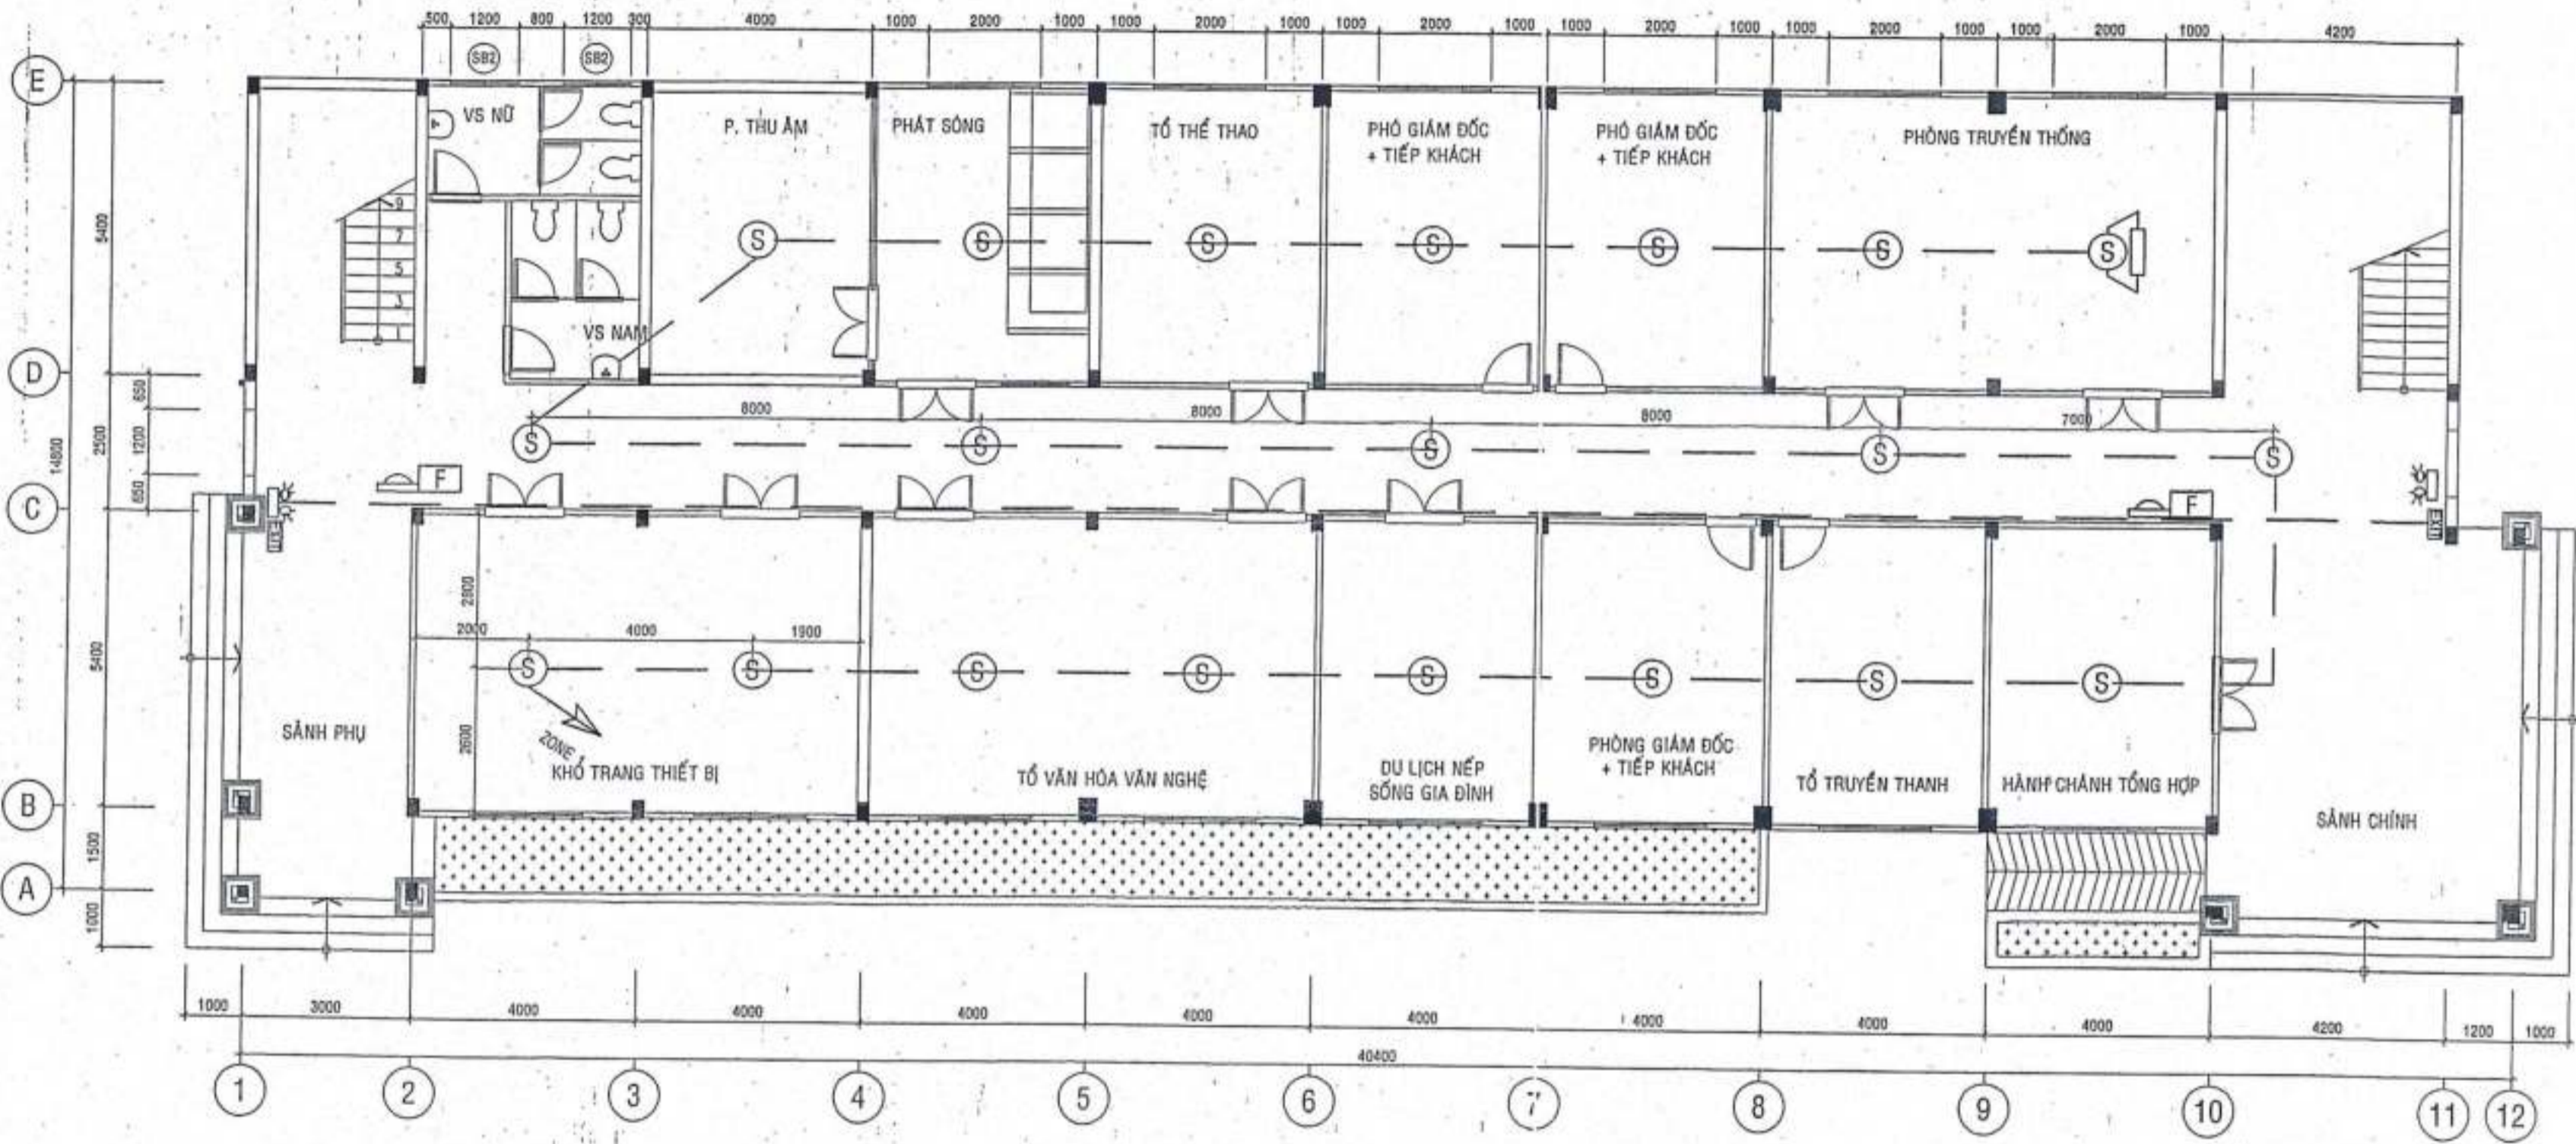 500 1200 800 1200 300 4000 1000 2000 1000 1000 2000 1000 1000 2000 1000 1000 2000 1000 1000 2000 1000 1000 2000 1000 4200
SB2 SB2
E
VS NỮ
P. THU ÂM
PHÁT SÓNG
TỔ THỂ THAO
PHÓ GIÁM ĐỐC
+ TIẾP KHÁCH
PHÓ GIÁM ĐỐC
+ TIẾP KHÁCH
PHÒNG TRUYỀN THỐNG
9
7
5
3
1
5400
S S S S S S S
VS NAM
D
650
1200
650
2500
14800
8000 8000 8000 7000
S S S S S
F
F
C
EXIT
EXIT
2800
2000 4000 1900
5400
S S S S S S S S
2600
ZONE 1
SẢNH PHỤ
KHỔ TRANG THIẾT BỊ
TỔ VĂN HÓA VĂN NGHỆ
DU LỊCH NẾP
SỐNG GIA ĐÌNH
PHÒNG GIÁM ĐỐC
+ TIẾP KHÁCH
TỔ TRUYỀN THANH
HÀNH CHÁNH TỔNG HỢP
SẢNH CHÍNH
B
1500
A
1000
1000 3000 4000 4000 4000 4000 4000 4000 4000 4000 4200 1200 1000
40400
1 2 3 4 5 6 7 8 9 10 11 12